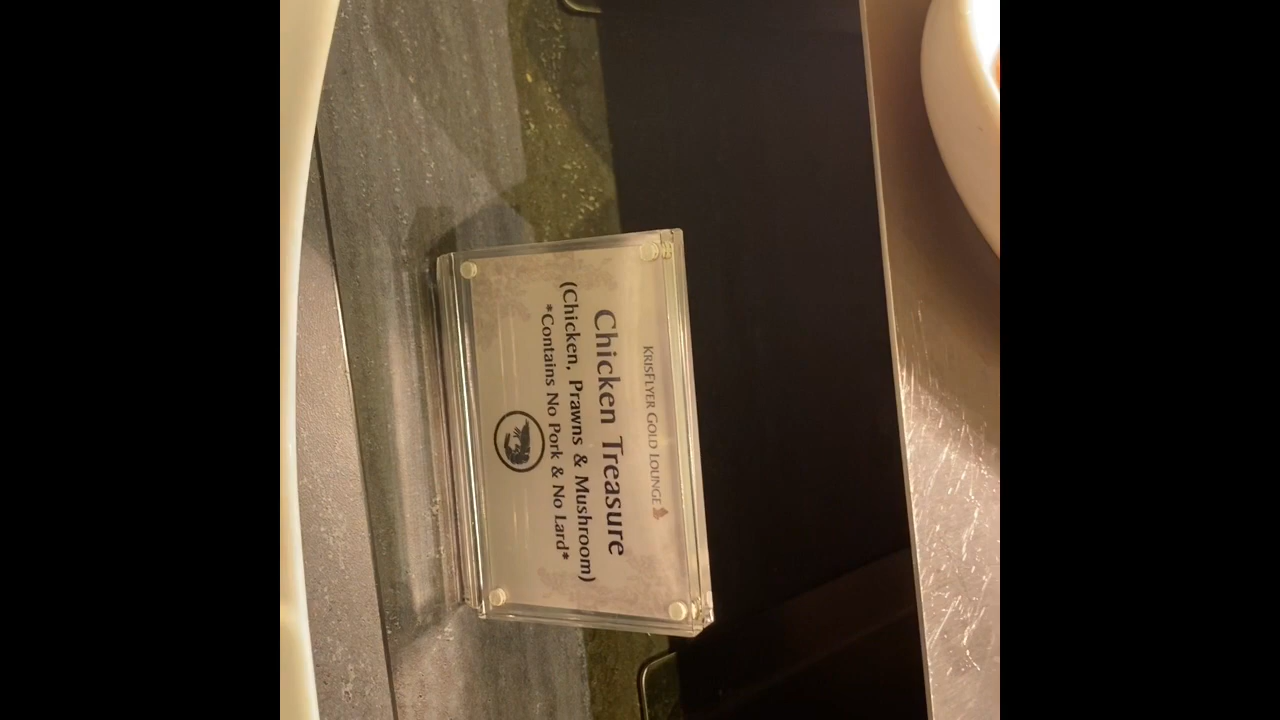 KRISFLYER GOLD LOUNGE
Chicken Treasure
(Chicken, Prawns & Mushroom)
*Contains No Pork & No Lard*